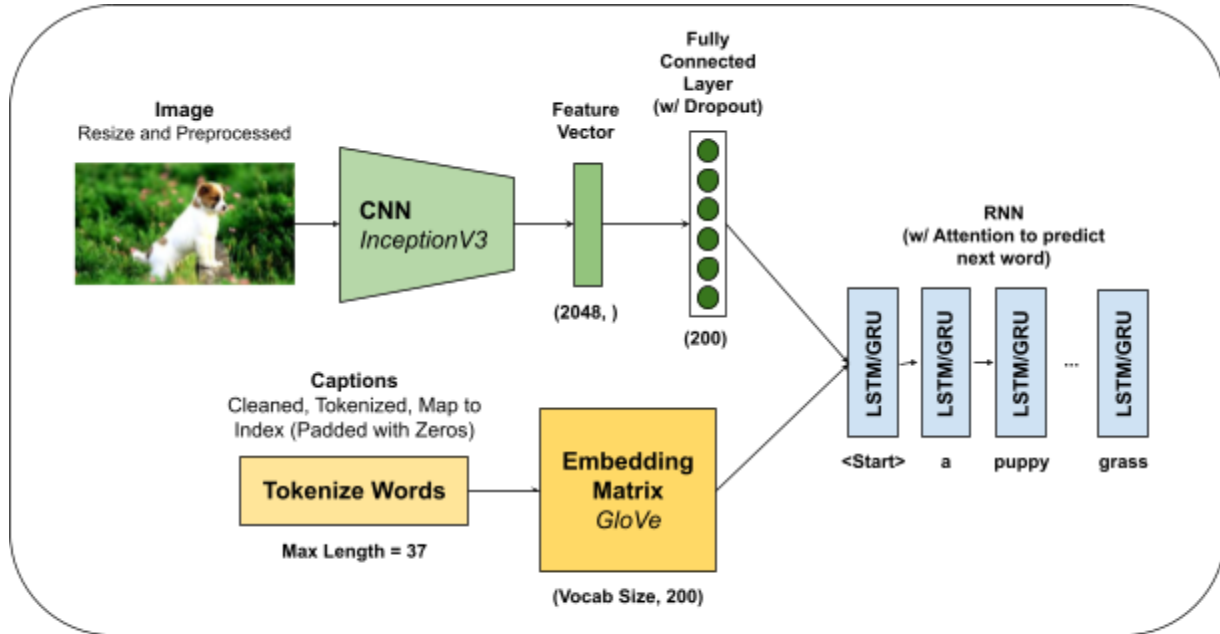 Image
Resize and Preprocessed
CNN
InceptionV3
Feature
Vector
(2048, )
Fully
Connected
Layer
(w/ Dropout)
(200)
Captions
Cleaned, Tokenized, Map to
Index (Padded with Zeros)
Tokenize Words
Max Length = 37
Embedding
Matrix
GloVe
(Vocab Size, 200)
RNN
(w/ Attention to predict
next word)
LSTM/GRU
LSTM/GRU
LSTM/GRU
...
LSTM/GRU
<Start>
a
puppy
grass